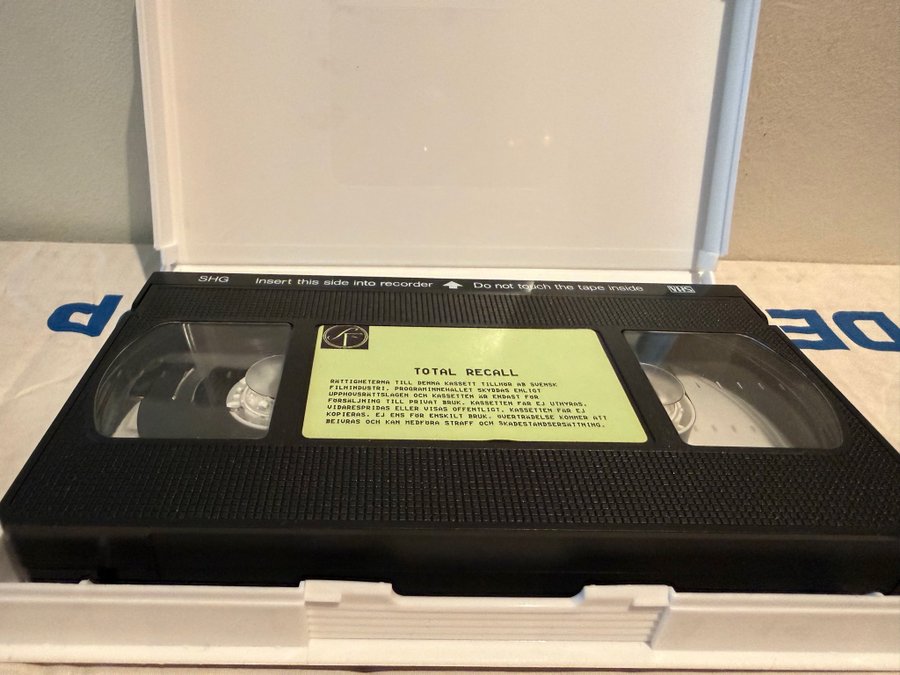 SHG Insert this side into recorder Do not touch the tape inside VHS
P DE
SF
TOTAL RECALL
RÄTTIGHETERNA TILL DENNA KASSETT TILLHÖR AB SVENSK
FILMINDUSTRI. PROGRAMINNEHÅLLET SKYDDAS ENLIGT
UPPHOVSRÄTTSLAGEN OCH KASSETTEN ÄR ENDAST FÖR
FÖRSÄLJNING TILL PRIVAT BRUK. KASSETTEN FÅR EJ UTHYRAS.
VIDARESPRIDAS ELLER VISAS OFFENTLIGT. KASSETTEN FÅR EJ
KOPIERAS. EJ ENS FÖR ENSKILT BRUK. ÖVERTRÄDELSE KOMMER ATT
BEIVRAS OCH KAN MEDFÖRA STRAFF OCH SKADESTÅNDSERSÄTTNING.